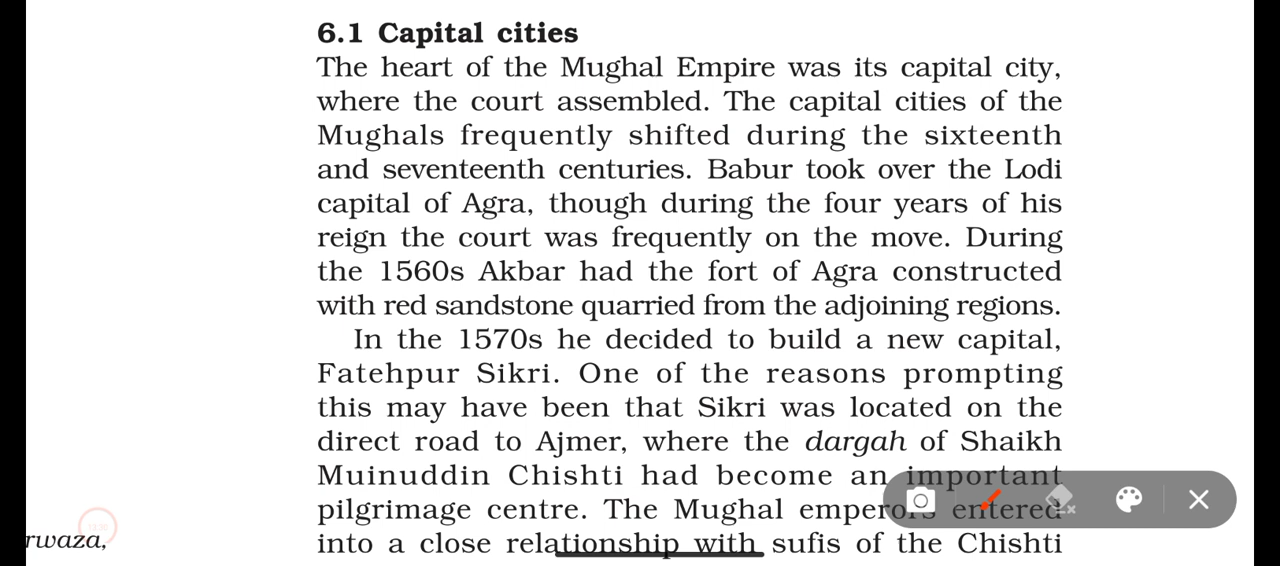 6.1 Capital cities
The heart of the Mughal Empire was its capital city,
where the court assembled. The capital cities of the
Mughals frequently shifted during the sixteenth
and seventeenth centuries. Babur took over the Lodi
capital of Agra, though during the four years of his
reign the court was frequently on the move. During
the 1560s Akbar had the fort of Agra constructed
with red sandstone quarried from the adjoining regions.
In the 1570s he decided to build a new capital,
Fatehpur Sikri. One of the reasons prompting
this may have been that Sikri was located on the
direct road to Ajmer, where the dargah of Shaikh
Muinuddin Chishti had become an important
pilgrimage centre. The Mughal emperors entered
into a close relationship with sufis of the Chishti
rwaza,